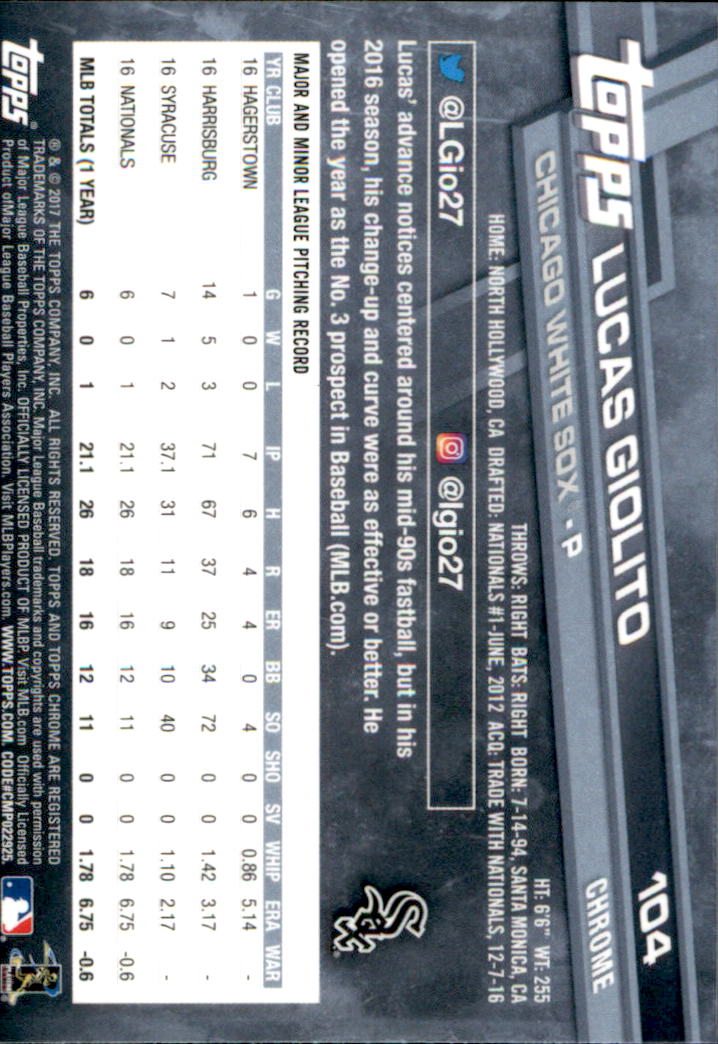 topps LUCAS GIOLITO 104
CHICAGO WHITE SOX® • P CHROME
HT: 6'6" WT: 255
THROWS: RIGHT BATS: RIGHT BORN: 7-14-94, SANTA MONICA, CA
HOME: NORTH HOLLYWOOD, CA DRAFTED: NATIONALS #1-JUNE, 2012 ACQ: TRADE WITH NATIONALS, 12-7-16
@LGio27 @lgio27
Lucas' advance notices centered around his mid-90s fastball, but in his
2016 season, his change-up and curve were as effective or better. He
opened the year as the No. 3 prospect in Baseball (MLB.com).
Sox
MAJOR AND MINOR LEAGUE PITCHING RECORD
YR CLUB G W L IP H R ER BB SO SHO SV WHIP ERA WAR
16 HAGERSTOWN 1 0 0 7 6 4 4 0 4 0 0 0.86 5.14 -
16 HARRISBURG 14 5 3 71 67 37 25 34 72 0 0 1.42 3.17 -
16 SYRACUSE 7 1 2 37.1 31 11 9 10 40 0 0 1.10 2.17 -
16 NATIONALS 6 0 1 21.1 26 18 16 12 11 0 0 1.78 6.75 -0.6
MLB TOTALS (1 YEAR) 6 0 1 21.1 26 18 16 12 11 0 0 1.78 6.75 -0.6
topps®
® & © 2017 THE TOPPS COMPANY, INC. ALL RIGHTS RESERVED. TOPPS AND TOPPS CHROME ARE REGISTERED
TRADEMARKS OF THE TOPPS COMPANY, INC. Major League Baseball trademarks and copyrights are used with permission
of Major League Baseball Properties, Inc. OFFICIALLY LICENSED PRODUCT OF MLBP. Visit MLB.com Officially Licensed
Product of Major League Baseball Players Association. Visit MLBPlayers.com. WWW.TOPPS.COM. CODE#CMP02925.